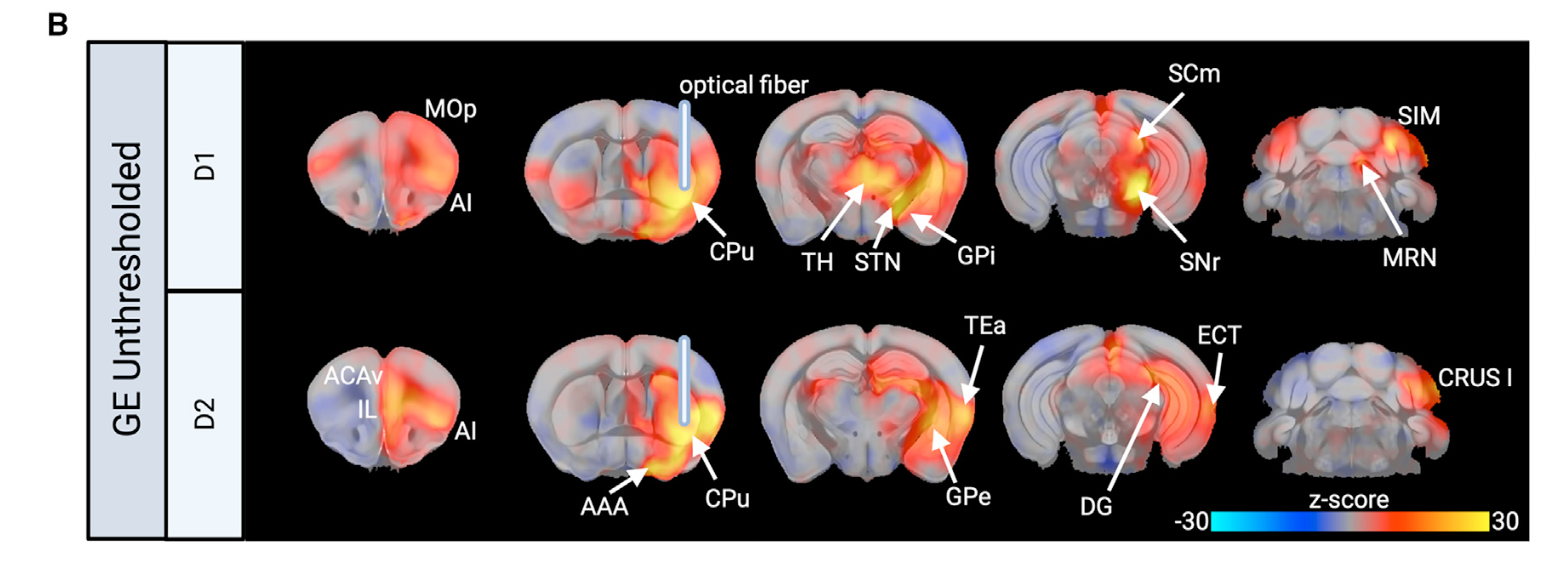 B
GE Unthresholded
D1
MOp
AI
optical fiber
CPu
TH
STN
GPi
SCm
SNr
SIM
MRN
D2
ACAv
IL
AI
AAA
CPu
TEa
GPe
ECT
DG
CRUS I
z-score
-30
30